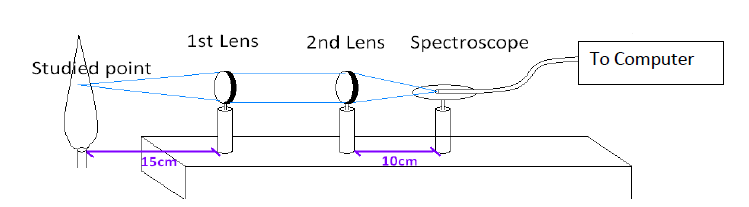 1st Lens
2nd Lens
Spectroscope
To Computer
Studied point
15cm
10cm